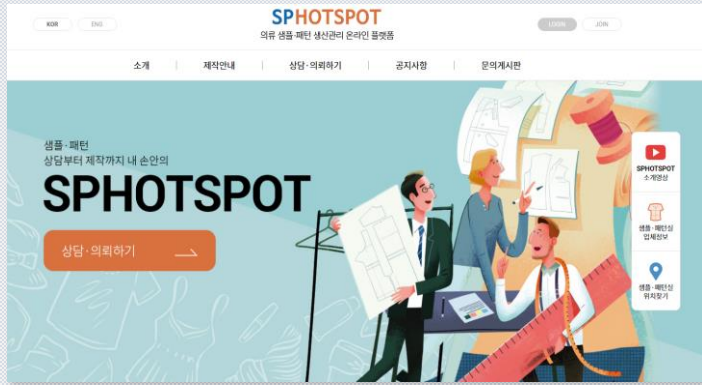 KOR
ENG
SPHOTSPOT
의류 샘플·패턴 생산관리 온라인 플랫폼
LOGIN
JOIN
소개
제작안내
상담·의뢰하기
공지사항
문의게시판
샘플·패턴
상담부터 제작까지 내 손안의
SPHOTSPOT
상담·의뢰하기
SPHOTSPOT
소개영상
샘플·패턴실
업체정보
샘플·패턴실
위치찾기